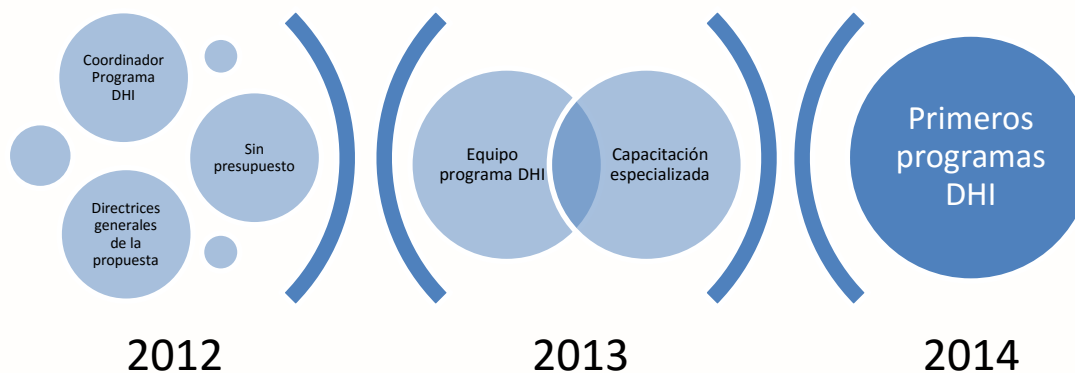 Coordinador
Programa
DHI
Sin
presupuesto
Directrices
generales
de la
propuesta
Equipo
programa DHI
Capacitación
especializada
Primeros
programas
DHI
2012
2013
2014